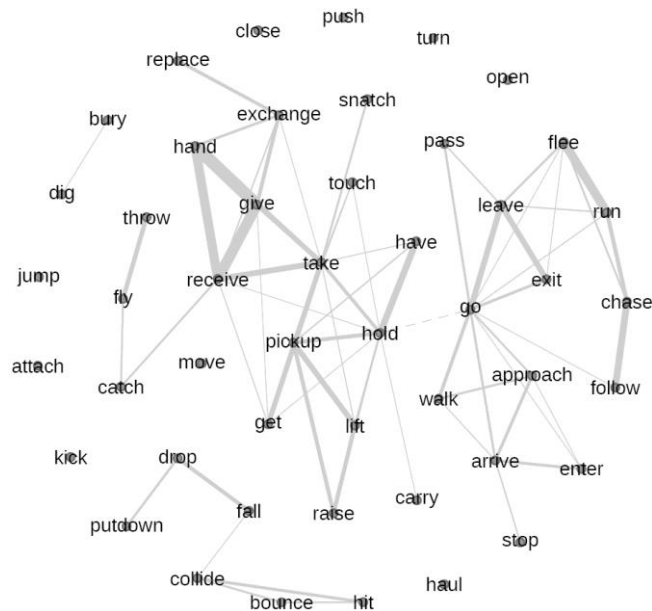 push
close
turn
replace
open
snatch
exchange
bury
pass
flee
hand
touch
dig
give
leave
run
throw
have
take
jump
receive
exit
fly
go
chase
hold
pickup
move
attach
approach
catch
follow
walk
get
lift
kick
drop
arrive
enter
carry
fall
raise
putdown
stop
collide
haul
bounce
hit